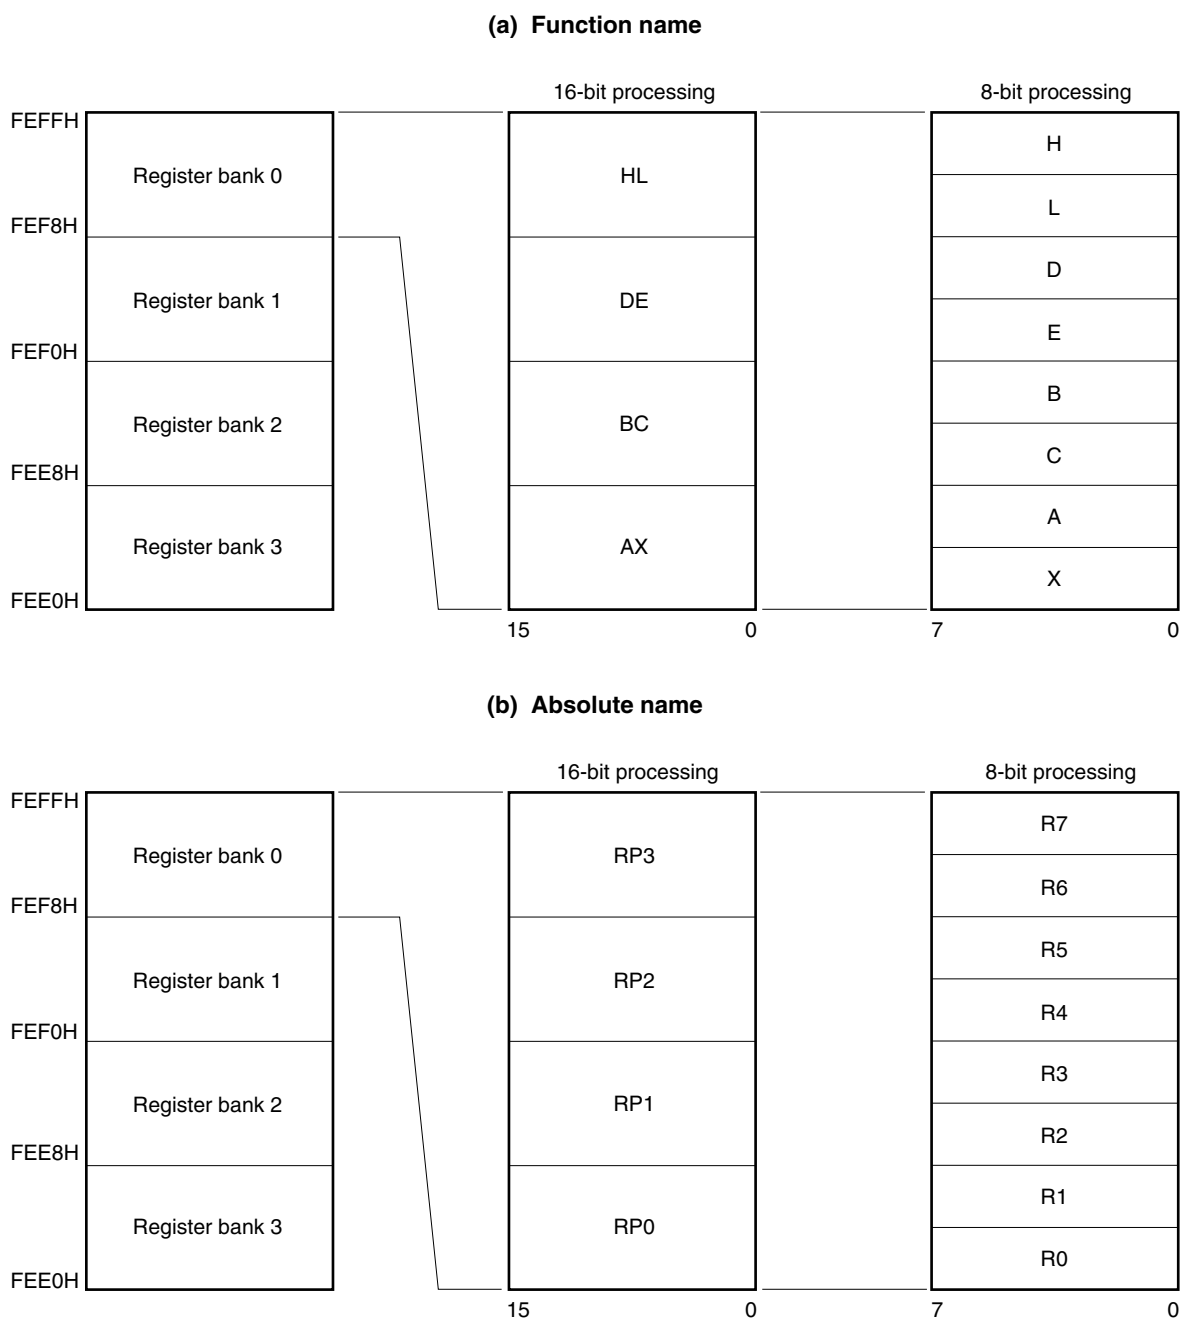 (a) Function name
16-bit processing 8-bit processing
FEFFH
H
Register bank 0 HL
L
FEF8H
D
Register bank 1 DE
E
FEF0H
B
Register bank 2 BC
C
FEE8H
A
Register bank 3 AX
X
FEE0H
15 0 7 0
(b) Absolute name
16-bit processing 8-bit processing
FEFFH
R7
Register bank 0 RP3
R6
FEF8H
R5
Register bank 1 RP2
R4
FEF0H
R3
Register bank 2 RP1
R2
FEE8H
R1
Register bank 3 RP0
R0
FEE0H
15 0 7 0